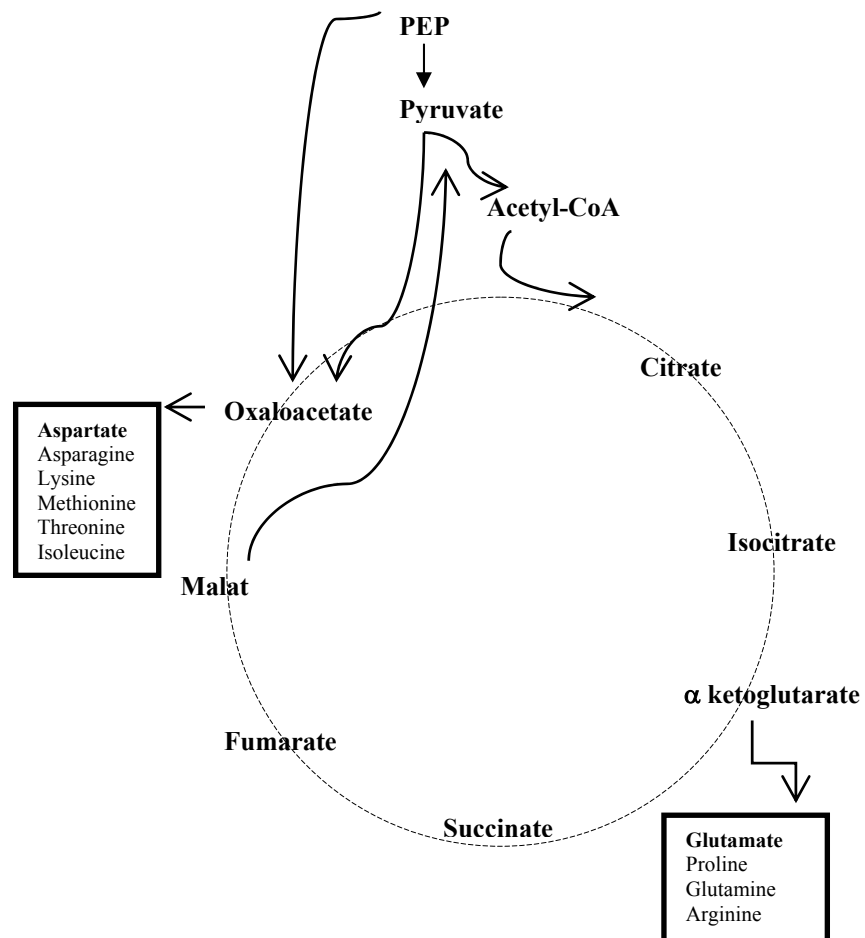 PEP
Pyruvate
Acetyl-CoA
Citrate
Oxaloacetate
Aspartate
Asparagine
Lysine
Methionine
Threonine
Isoleucine
Isocitrate
Malat
α ketoglutarate
Fumarate
Succinate
Glutamate
Proline
Glutamine
Arginine